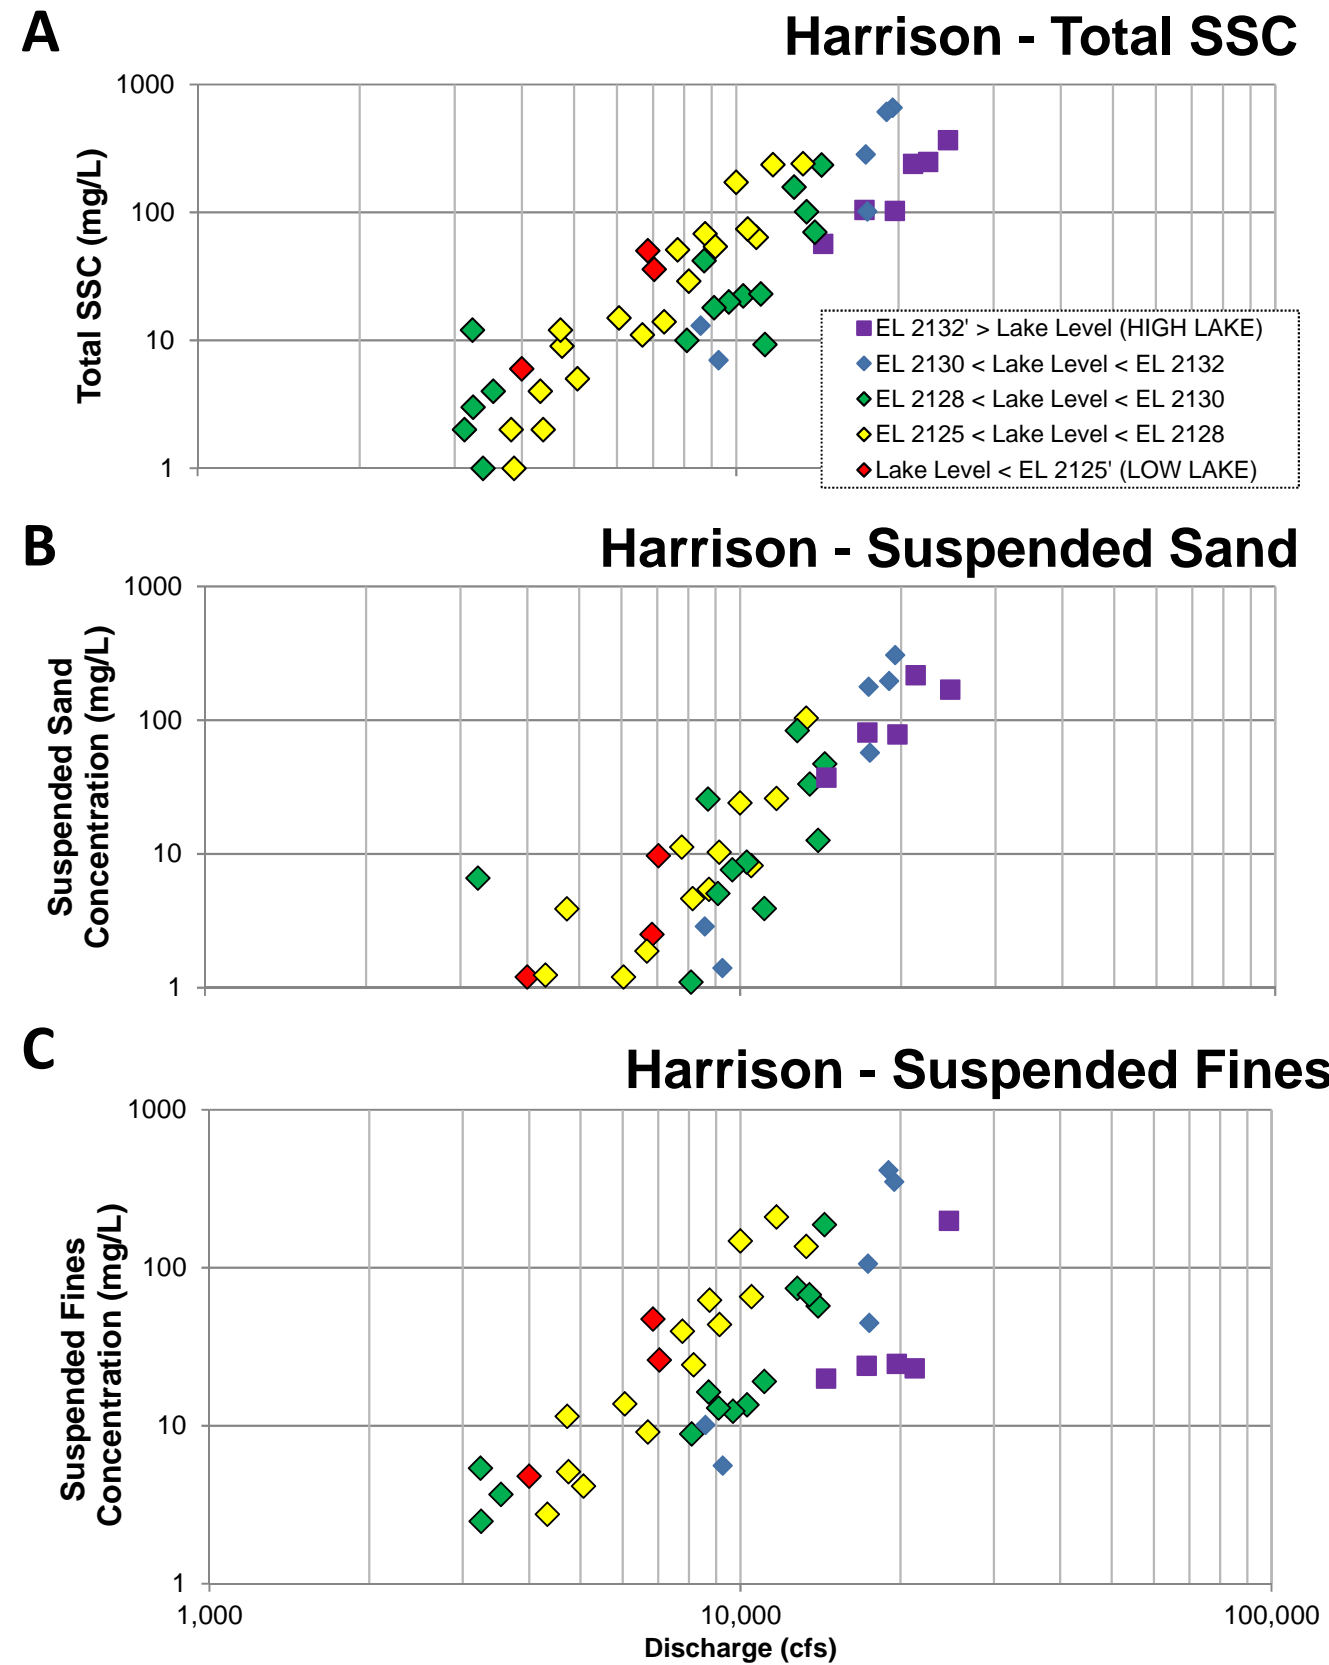 A
Harrison - Total SSC
1000
100
10
1
Total SSC (mg/L)
EL 2132' > Lake Level (HIGH LAKE)
EL 2130 < Lake Level < EL 2132
EL 2128 < Lake Level < EL 2130
EL 2125 < Lake Level < EL 2128
Lake Level < EL 2125' (LOW LAKE)
B
Harrison - Suspended Sand
1000
100
10
1
Suspended Sand
Concentration (mg/L)
C
Harrison - Suspended Fines
1000
100
10
1
Suspended Fines
Concentration (mg/L)
1,000
10,000
100,000
Discharge (cfs)